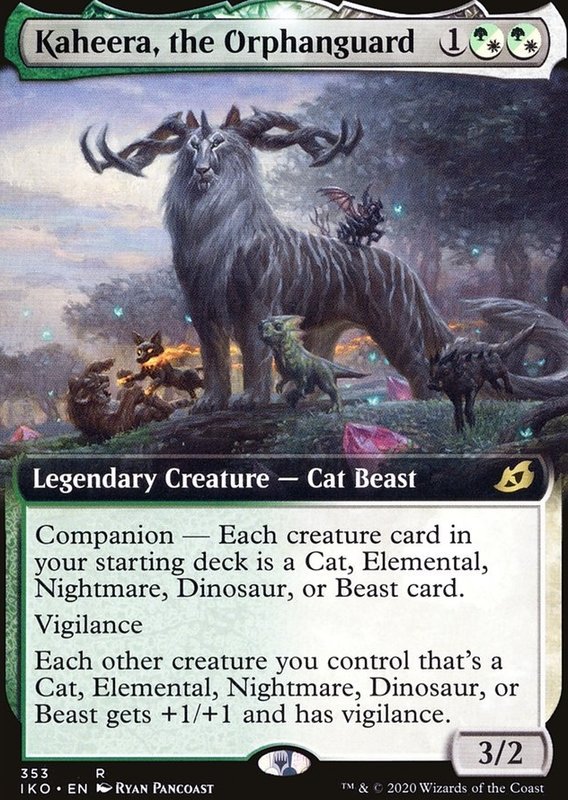 Kaheera, the Orphanguard 1
Legendary Creature — Cat Beast
Companion — Each creature card in
your starting deck is a Cat, Elemental,
Nightmare, Dinosaur, or Beast card.
Vigilance
Each other creature you control that's a
Cat, Elemental, Nightmare, Dinosaur, or
Beast gets +1/+1 and has vigilance.
3/2
353 R
IKO • EN RYAN PANCOAST
™ & © 2020 Wizards of the Coast